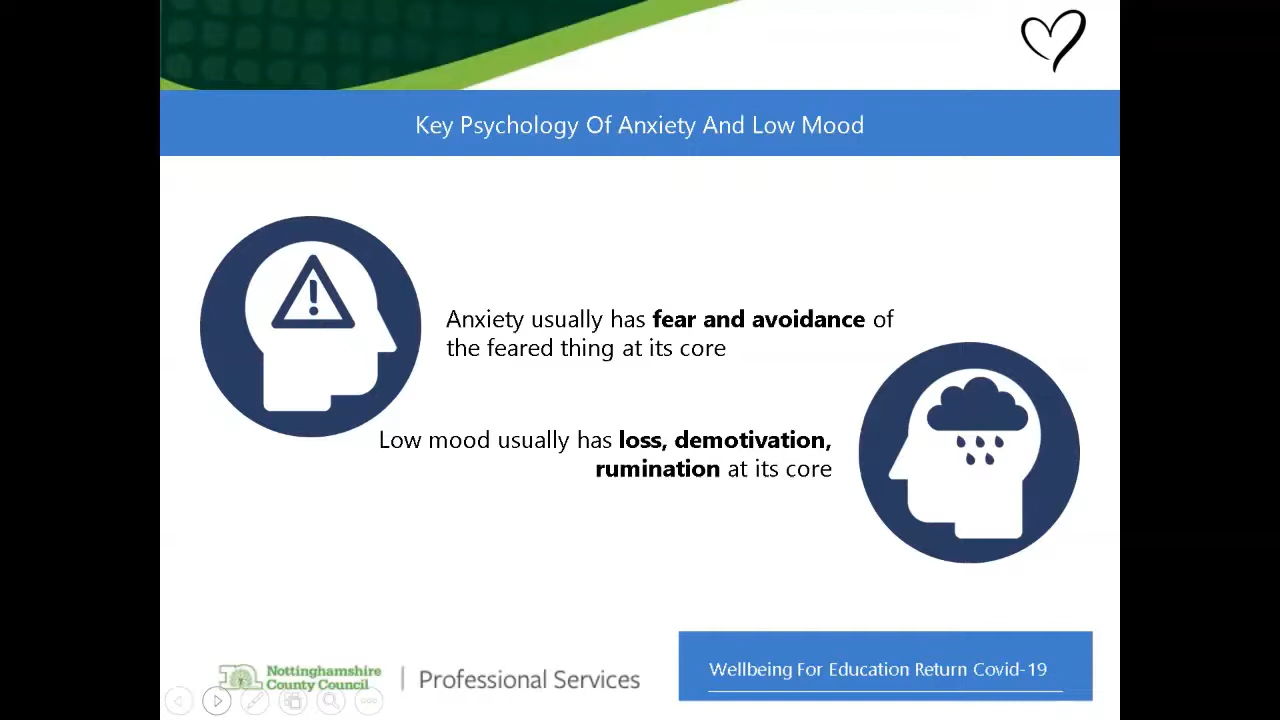 Key Psychology Of Anxiety And Low Mood
Anxiety usually has fear and avoidance of
the feared thing at its core
Low mood usually has loss, demotivation,
rumination at its core
Nottinghamshire
County Council
Professional Services
Wellbeing For Education Return Covid-19